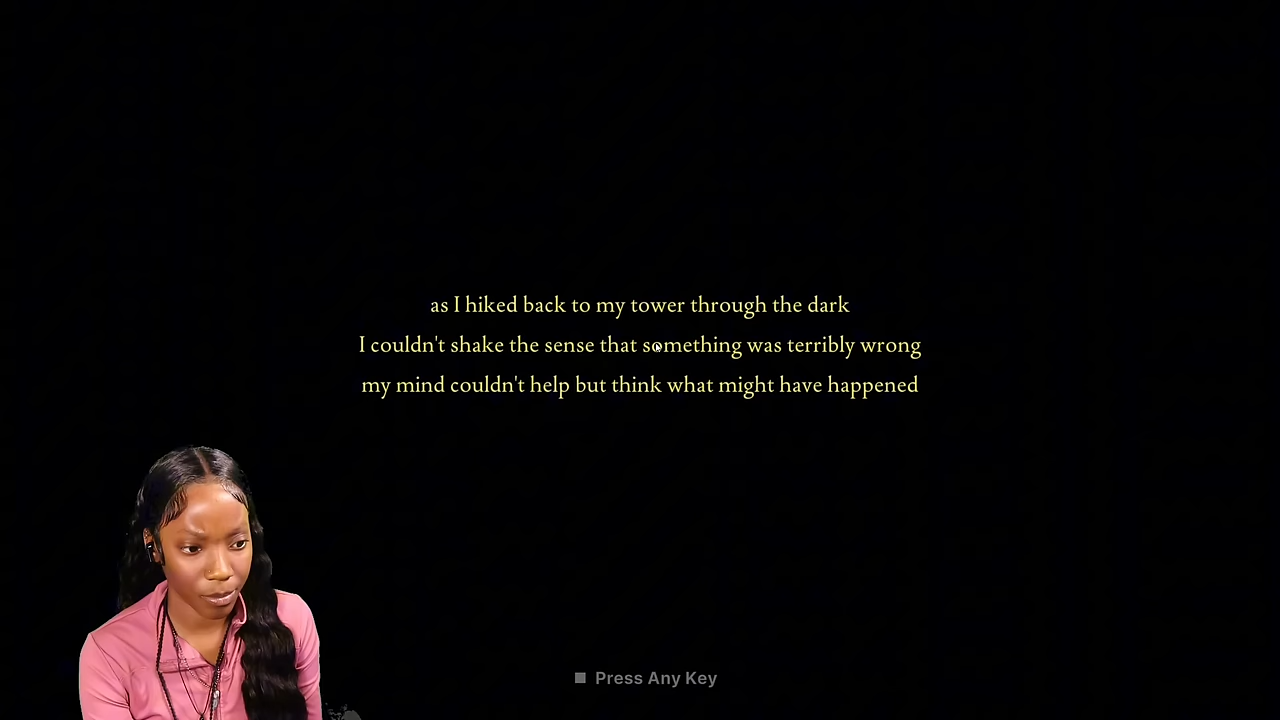 as I hiked back to my tower through the dark
I couldn't shake the sense that something was terribly wrong
my mind couldn't help but think what might have happened
Press Any Key